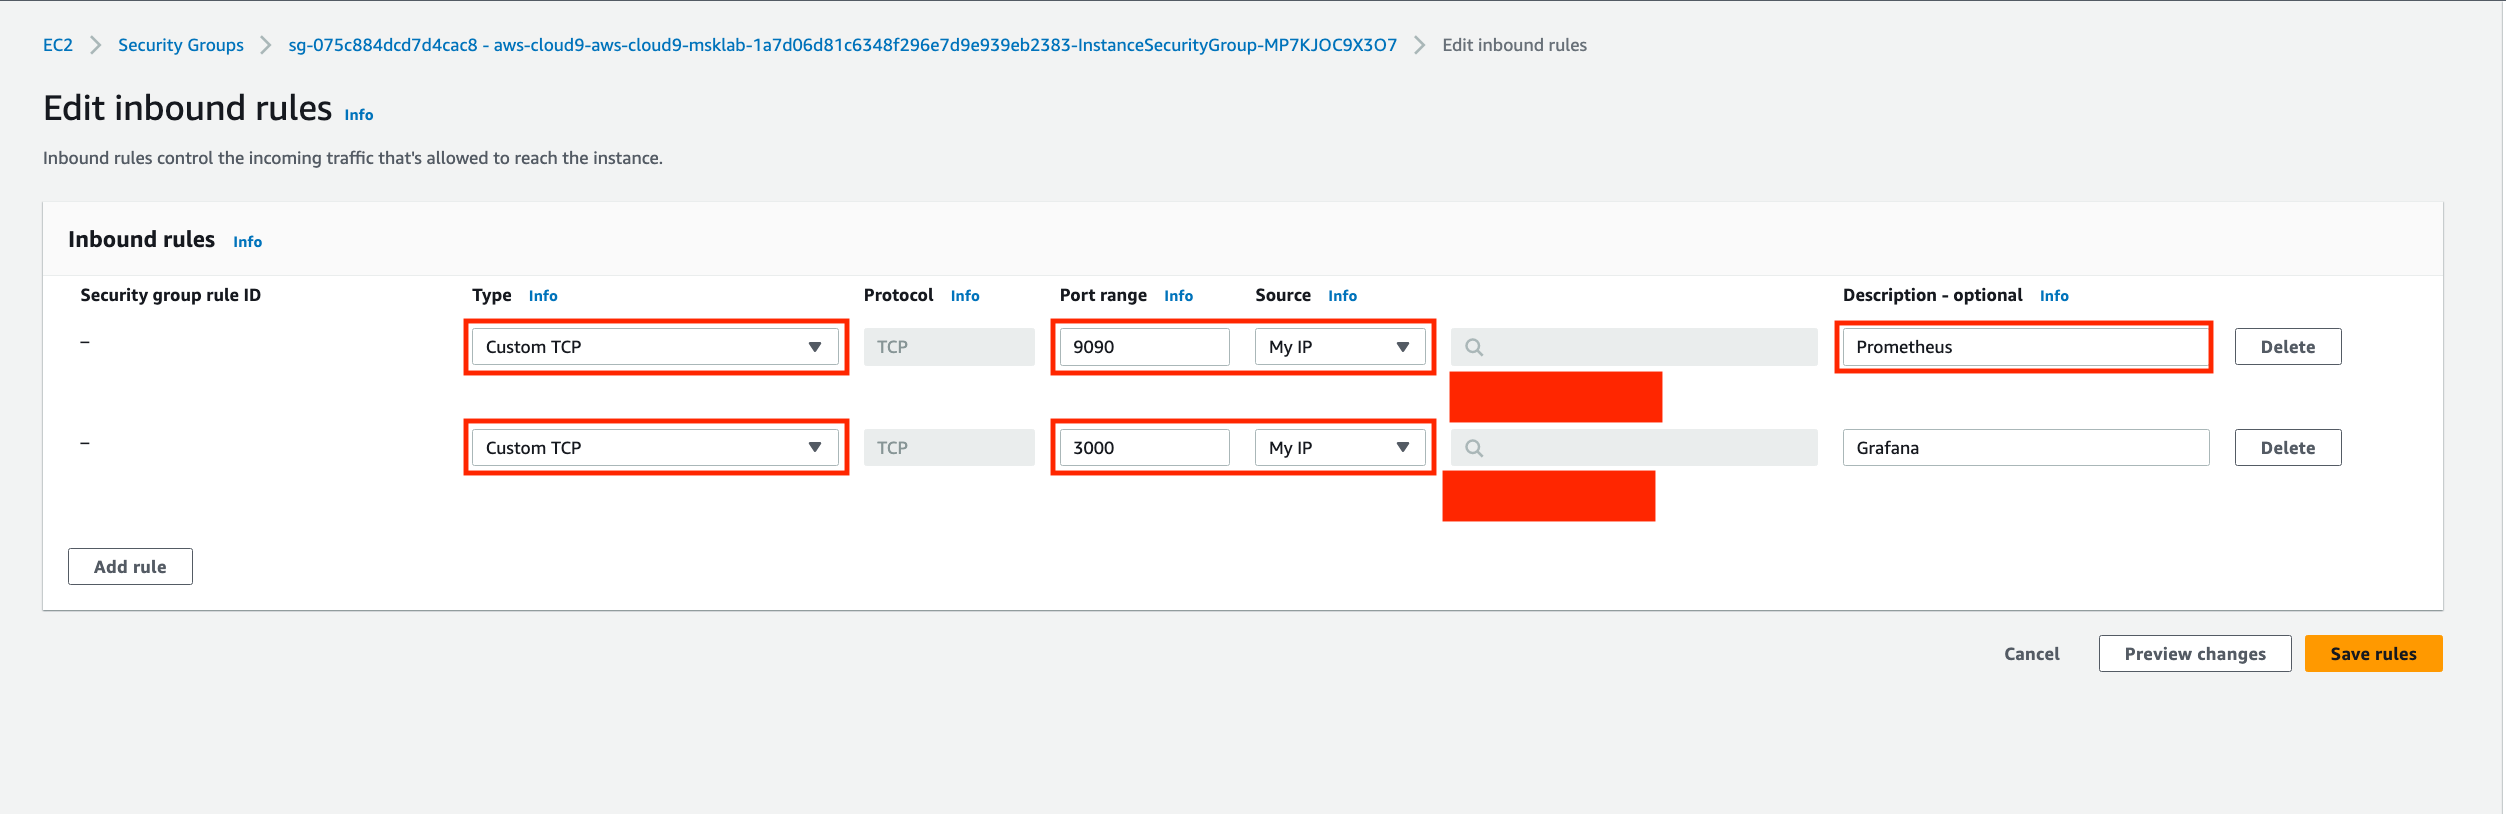 EC2 > Security Groups > sg-075c884dcd7d4cac8 - aws-cloud9-aws-cloud9-msklab-1a7d06d81c6348f296e7d9e939eb2383-InstanceSecurityGroup-MP7KJOC9X3O7 > Edit inbound rules
Edit inbound rules Info
Inbound rules control the incoming traffic that's allowed to reach the instance.
Inbound rules Info
Security group rule ID Type Info Protocol Info Port range Info Source Info Description - optional Info
– Custom TCP TCP 9090 My IP Prometheus Delete
– Custom TCP TCP 3000 My IP Grafana Delete
Add rule
Cancel Preview changes Save rules